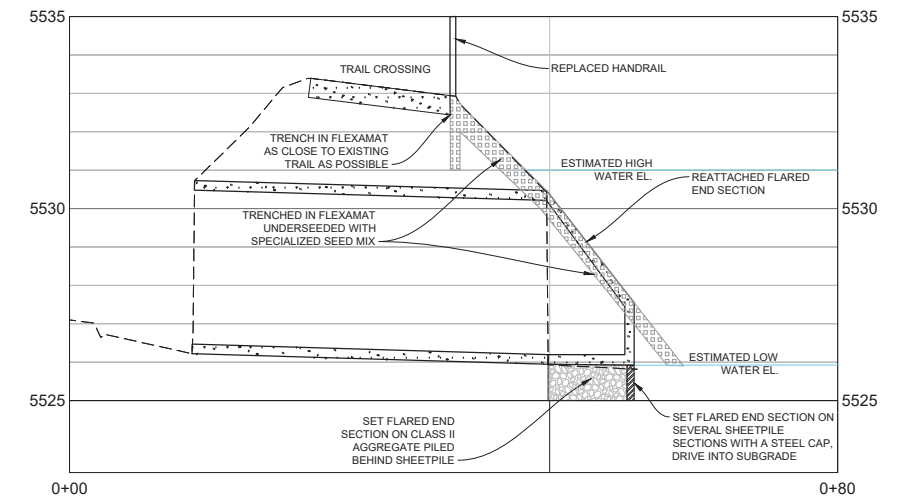 5535
5535
TRAIL CROSSING
REPLACED HANDRAIL
TRENCH IN FLEXAMAT
AS CLOSE TO EXISTING
TRAIL AS POSSIBLE
ESTIMATED HIGH
WATER EL.
REATTACHED FLARED
END SECTION
5530
5530
TRENCHED IN FLEXAMAT
UNDERSEEDED WITH
SPECIALIZED SEED MIX
ESTIMATED LOW
WATER EL.
5525
5525
SET FLARED END
SECTION ON CLASS II
AGGREGATE PILED
BEHIND SHEETPILE
SET FLARED END SECTION ON
SEVERAL SHEETPILE
SECTIONS WITH A STEEL CAP,
DRIVE INTO SUBGRADE
0+00
0+80